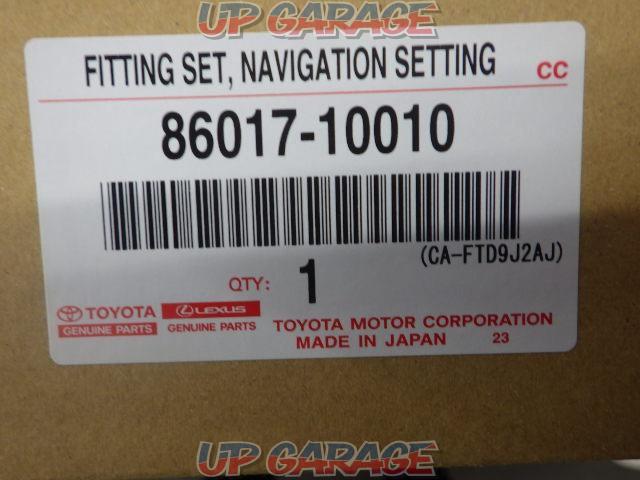 UP GARAGE
FITTING SET, NAVIGATION SETTING CC
86017-10010
(CA-FTD9J2AJ)
QTY: 1
TOYOTA LEXUS
GENUINE PARTS GENUINE PARTS
TOYOTA MOTOR CORPORATION
MADE IN JAPAN 23
UP GARAGE